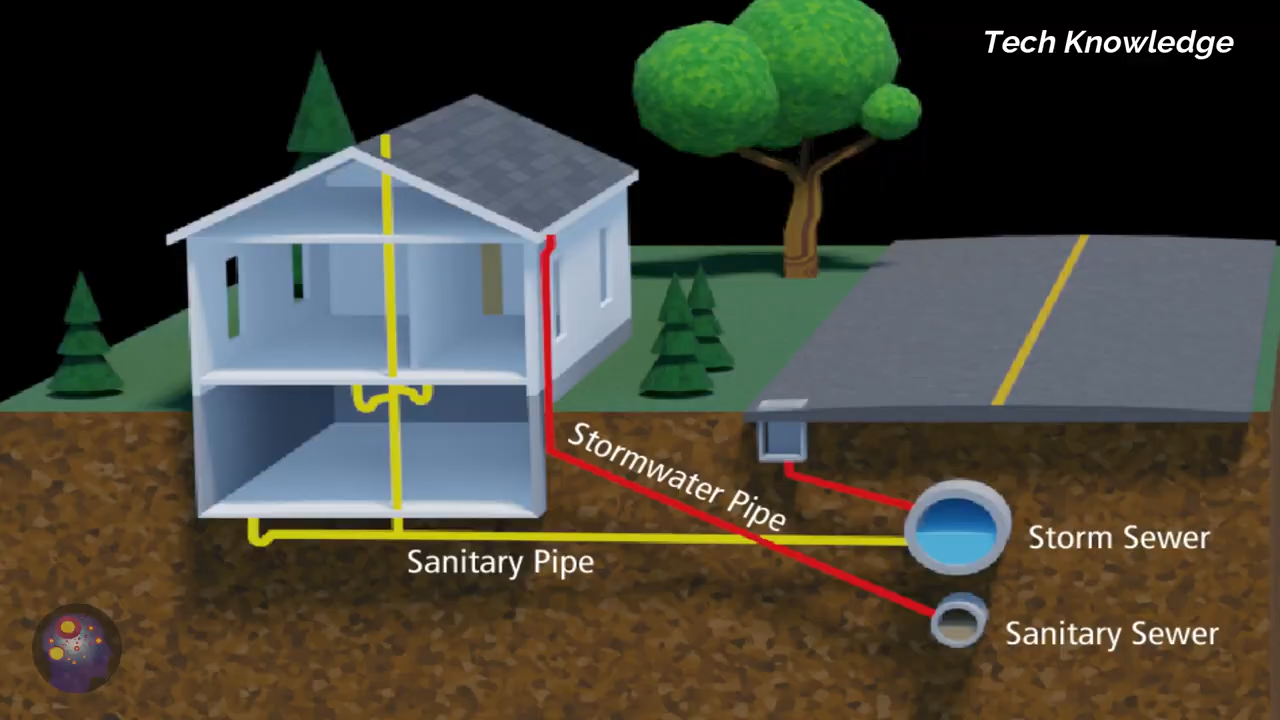 Tech Knowledge
Stormwater Pipe
Storm Sewer
Sanitary Pipe
Sanitary Sewer